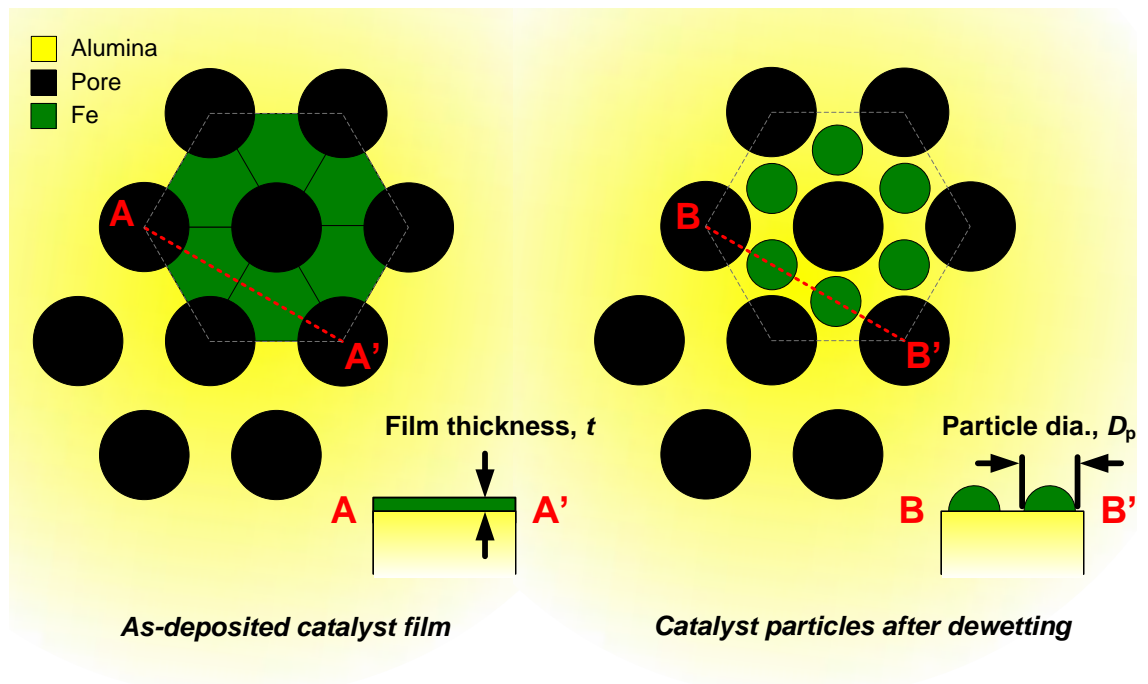 Alumina
Pore
Fe
A
A’
B
B’
Film thickness, t
A A’
Particle dia., Dp
B B’
As-deposited catalyst film
Catalyst particles after dewetting